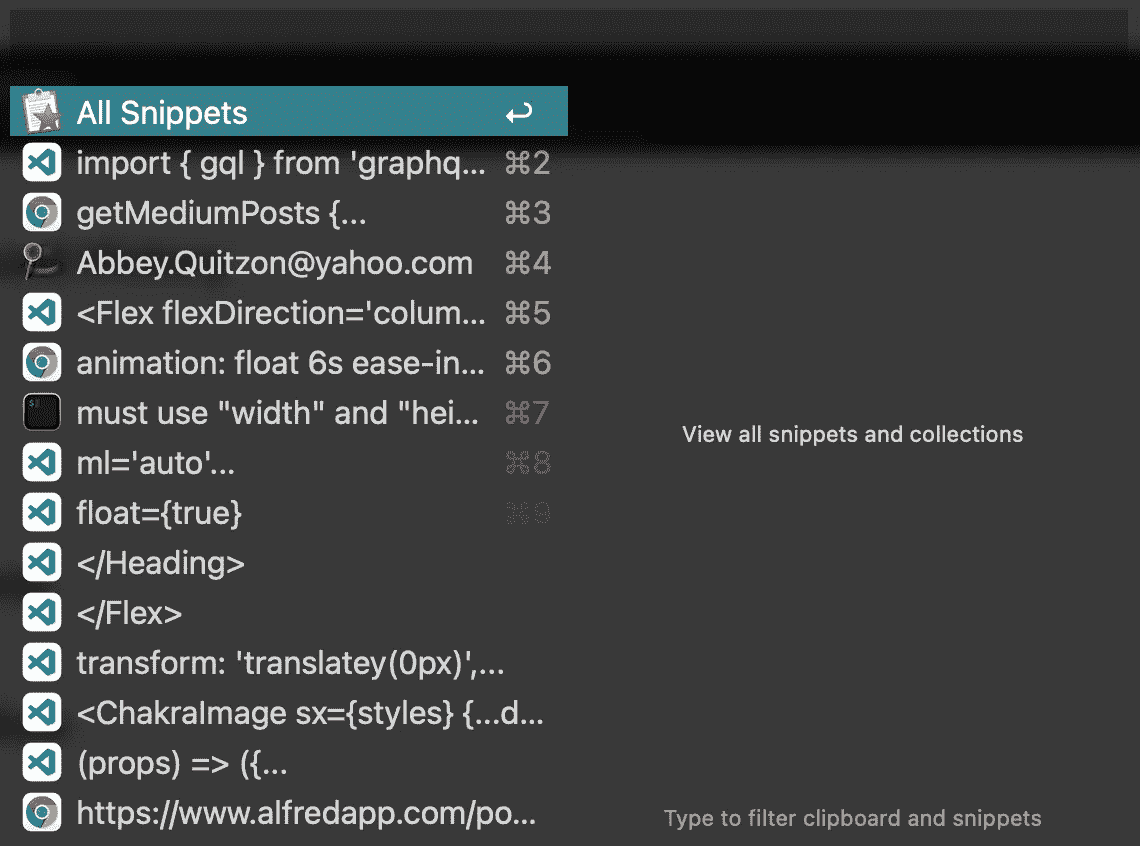 All Snippets ↩
import { gql } from 'graphq... ⌘2
getMediumPosts {... ⌘3
Abbey.Quitzon@yahoo.com ⌘4
<Flex flexDirection='colum... ⌘5
animation: float 6s ease-in... ⌘6
must use "width" and "hei... ⌘7
ml='auto'... ⌘8
float={true} ⌘9
</Heading>
</Flex>
transform: 'translatey(0px)',...
<ChakraImage sx={styles} {...d...
(props) => ({...
https://www.alfredapp.com/po...
View all snippets and collections
Type to filter clipboard and snippets